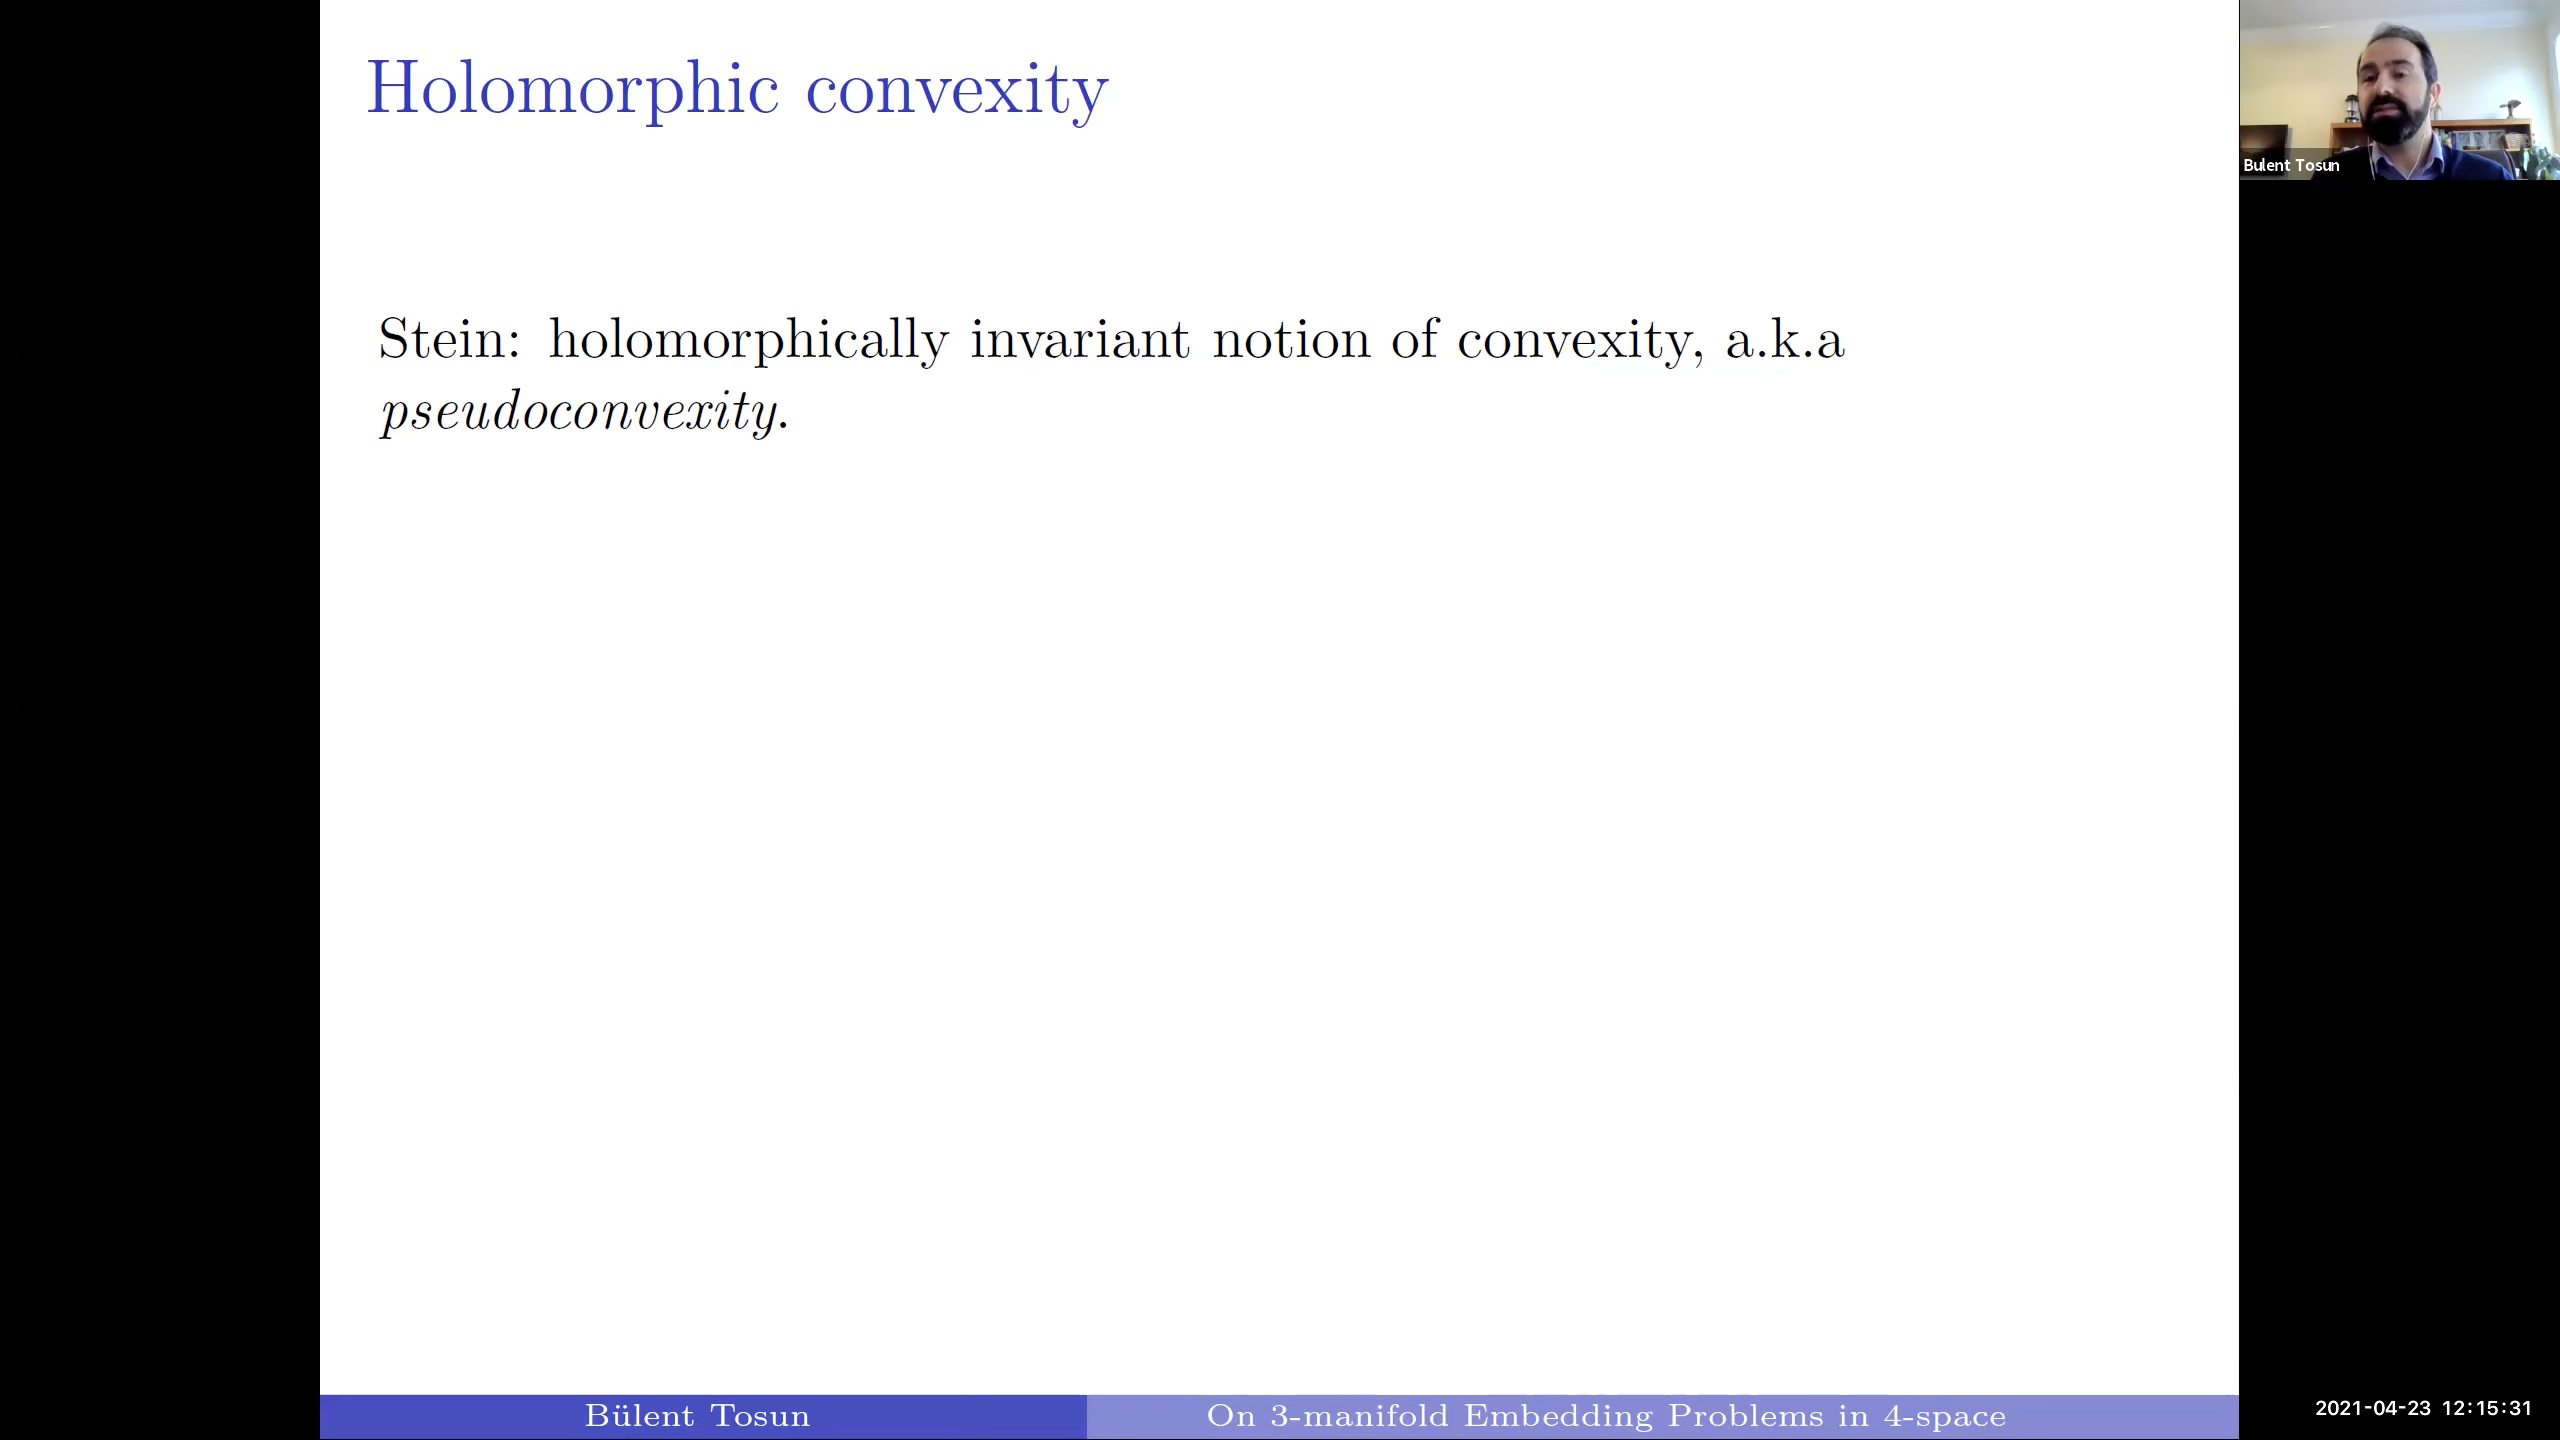 Holomorphic convexity
Bulent Tosun
Stein: holomorphically invariant notion of convexity, a.k.a
pseudoconvexity.
Bülent Tosun
On 3-manifold Embedding Problems in 4-space
2021-04-23 12:15:31